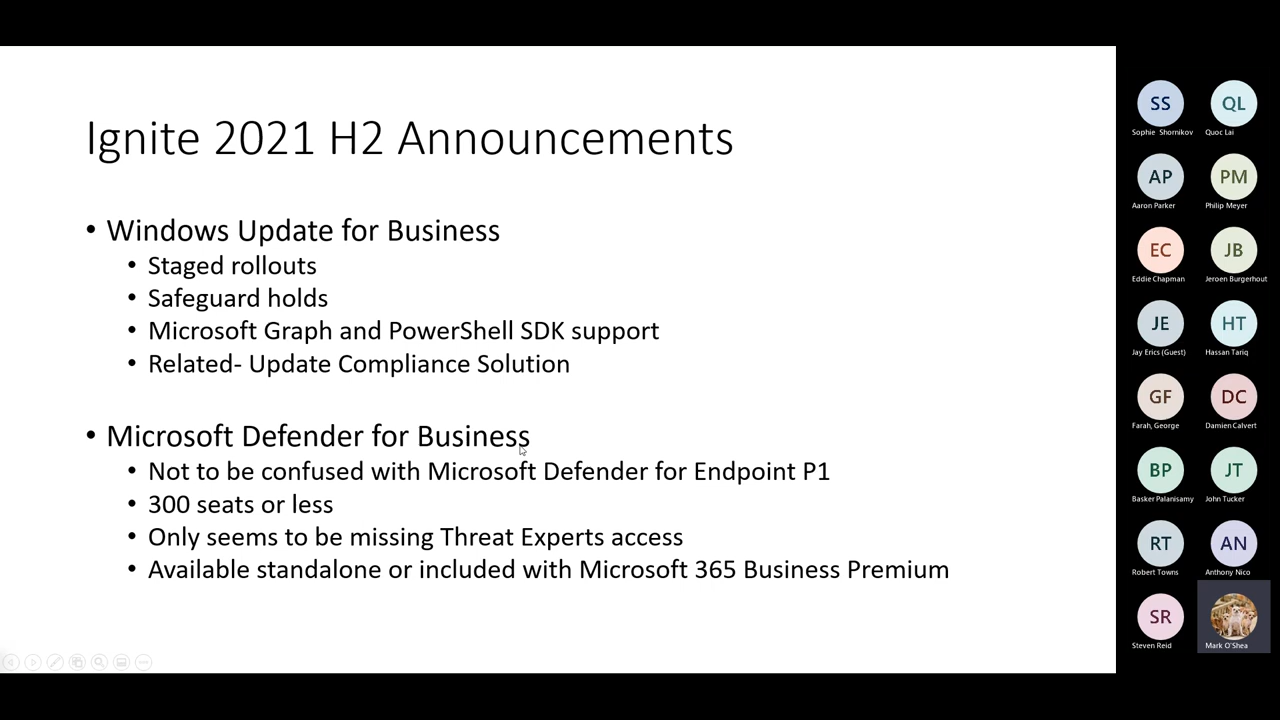 Ignite 2021 H2 Announcements
• Windows Update for Business
• Staged rollouts
• Safeguard holds
• Microsoft Graph and PowerShell SDK support
• Related- Update Compliance Solution
• Microsoft Defender for Business
• Not to be confused with Microsoft Defender for Endpoint P1
• 300 seats or less
• Only seems to be missing Threat Experts access
• Available standalone or included with Microsoft 365 Business Premium
SS QL
Sophie Shornikov Quoc Lai
AP PM
Aaron Parker Philip Meyer
EC JB
Eddie Chapman Jeroen Burgerhout
JE HT
Jay Erics (Guest) Hassan Tariq
GF DC
Farah, George Damien Calvert
BP JT
Basker Palanisamy John Tucker
RT AN
Robert Towns Anthony Nico
SR
Steven Reid Mark O'Shea